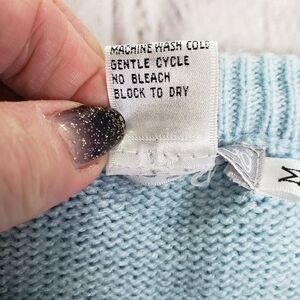 MACHINE WASH COLD
GENTLE CYCLE
NO BLEACH
BLOCK TO DRY
M